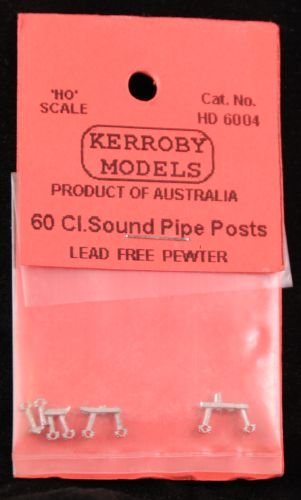 'HO'
SCALE
Cat. No.
HD 6004
KERROBY
MODELS
PRODUCT OF AUSTRALIA
60 Cl.Sound Pipe Posts
LEAD FREE PEWTER